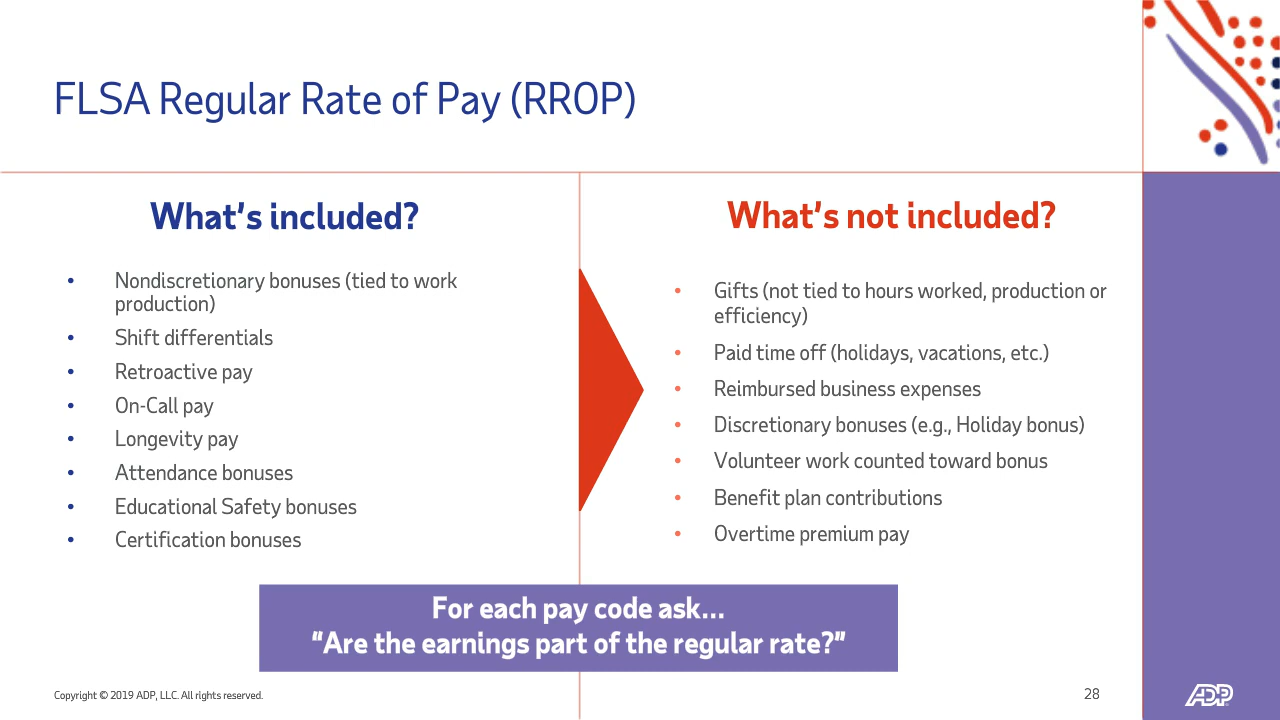 FLSA Regular Rate of Pay (RROP)
What's included?
• Nondiscretionary bonuses (tied to work
production)
• Shift differentials
• Retroactive pay
• On-Call pay
• Longevity pay
• Attendance bonuses
• Educational Safety bonuses
• Certification bonuses
What's not included?
• Gifts (not tied to hours worked, production or
efficiency)
• Paid time off (holidays, vacations, etc.)
• Reimbursed business expenses
• Discretionary bonuses (e.g., Holiday bonus)
• Volunteer work counted toward bonus
• Benefit plan contributions
• Overtime premium pay
For each pay code ask...
“Are the earnings part of the regular rate?”
Copyright © 2019 ADP, LLC. All rights reserved.
28
ADP